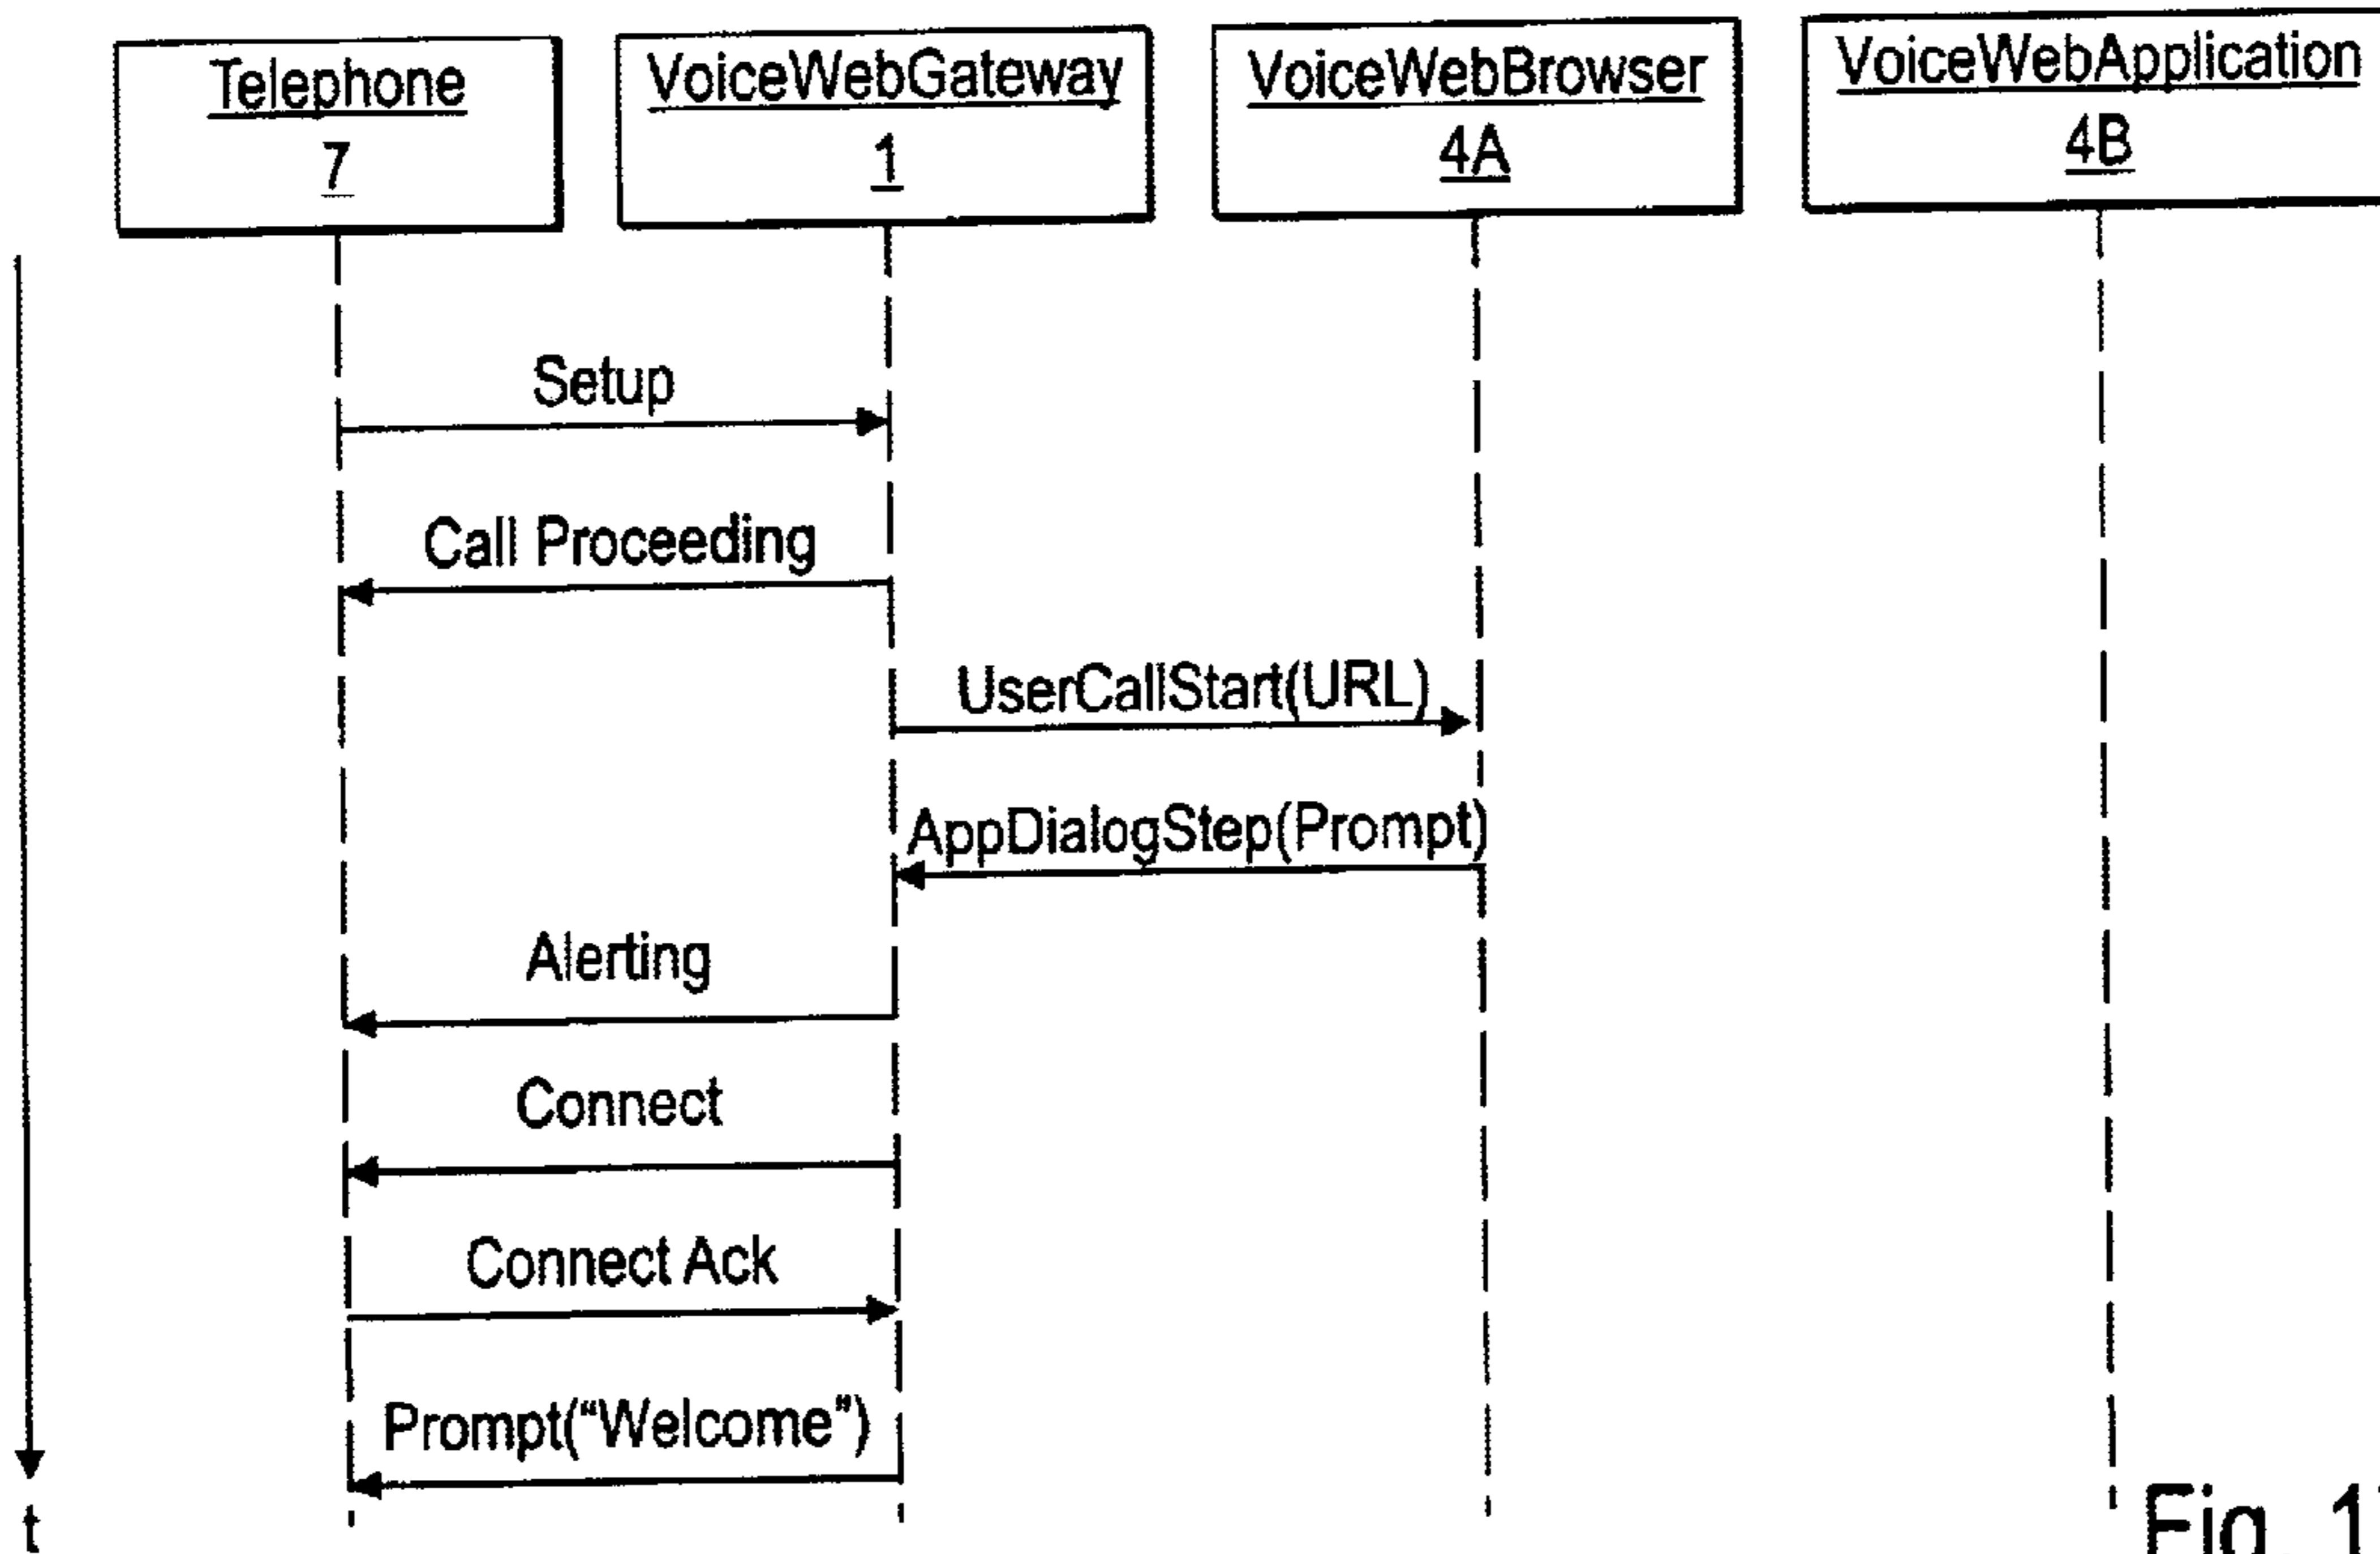 Telephone
7
VoiceWebGateway
1
VoiceWebBrowser
4A
VoiceWebApplication
4B
Setup
Call Proceeding
UserCallStart(URL)
AppDialogStep(Prompt)
Alerting
Connect
Connect Ack
Prompt(“Welcome”)
t
Fig.